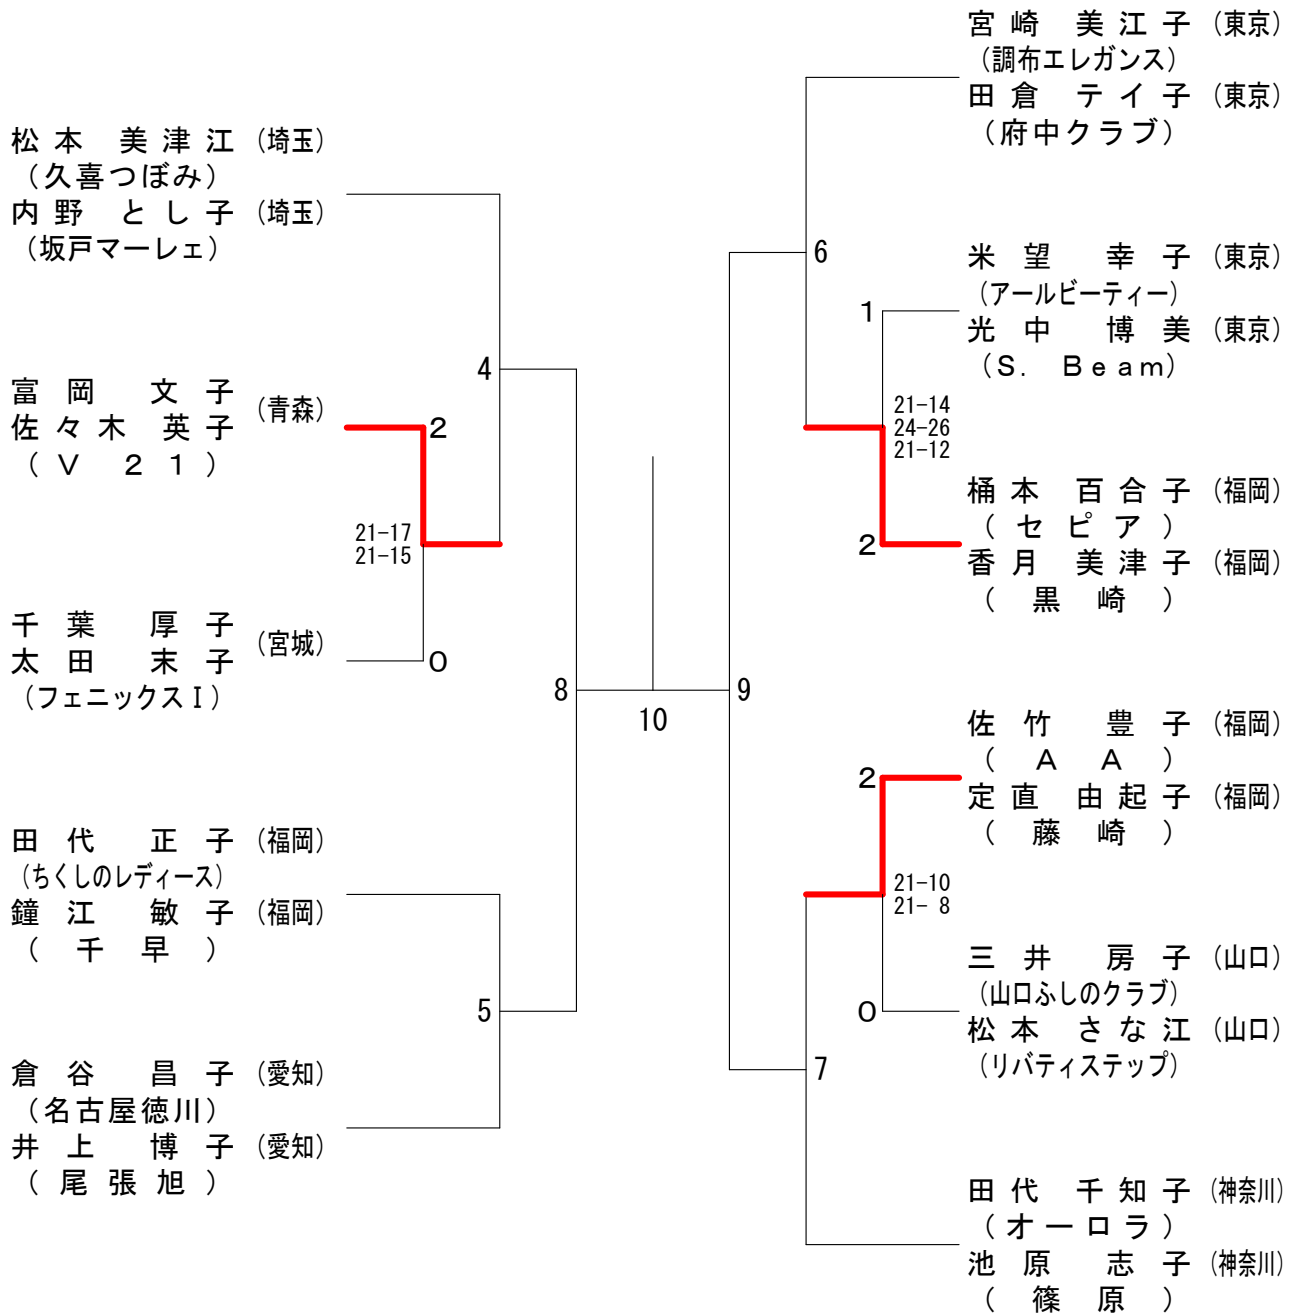 松本 美津江 (埼玉)
(久喜つぼみ)
内野 とし子 (埼玉)
(坂戸マーレェ)
富岡 文子
佐々木 英子
(青森)
(V 21)
2
21-17
21-15
千葉 厚子
太田 末子
(宮城)
(フェニックスI)
0
4
田代 正子 (福岡)
(ちくしのレディース)
鐘江 敏子 (福岡)
(千早)
倉谷 昌子 (愛知)
(名古屋徳川)
井上 博子 (愛知)
(尾張旭)
5
8
10
9
宮崎 美江子 (東京)
(調布エレガンス)
田倉 テイ子 (東京)
(府中クラブ)
6
米望 幸子 (東京)
(アールビーティー)
光中 博美 (東京)
(S. Beam)
1
21-14
24-26
21-12
桶本 百合子 (福岡)
(セピア)
香月 美津子 (福岡)
(黒崎)
2
佐竹 豊子 (福岡)
(AA)
定直 由起子 (福岡)
(藤崎)
2
21-10
21- 8
三井 房子 (山口)
(山口ふしのクラブ)
松本 さな江 (山口)
(リバティステップ)
0
7
田代 千知子 (神奈川)
(オーロラ)
池原 志子 (神奈川)
(篠原)